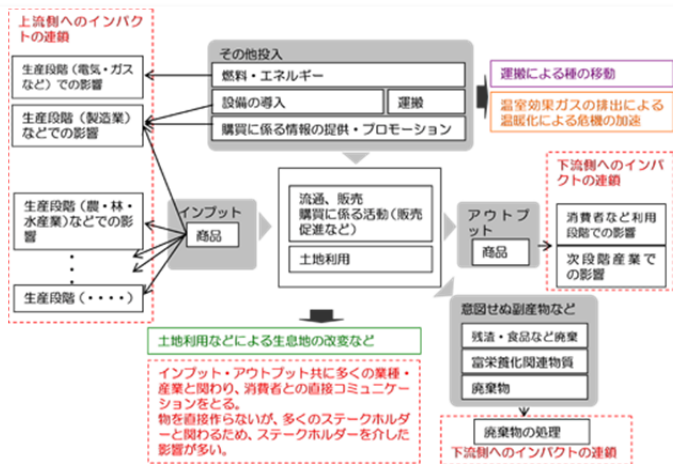 上流側へのインパク
トの連鎖
生産段階（電気・ガス
など）での影響
生産段階（製造業）
などでの影響
生産段階（農・林・
水産業）などでの影
響
・
・
・
生産段階（・・・・）
その他投入
燃料・エネルギー
設備の導入
運搬
購買に係る情報の提供・プロモーション
運搬による種の移動
温室効果ガスの排出による
温暖化による危機の加速
インプット
商品
流通、販売
購買に係る活動（販売
促進など）
土地利用
アウトプ
ット
商品
下流側へのインパ
クトの連鎖
消費者など利用
段階での影響
次段階産業で
の影響
意図せぬ副産物など
残渣・食品など廃棄
富栄養化関連物質
廃棄物
廃棄物の処理
下流側へのインパクトの連鎖
土地利用などによる生息地の改変など
インプット・アウトプット共に多くの業種・
産業と関わり、消費者との直接コミュニケー
ションをとる。
物を直接作らないが、多くのステークホルダー
と関わるため、ステークホルダーを介した
影響が多い。